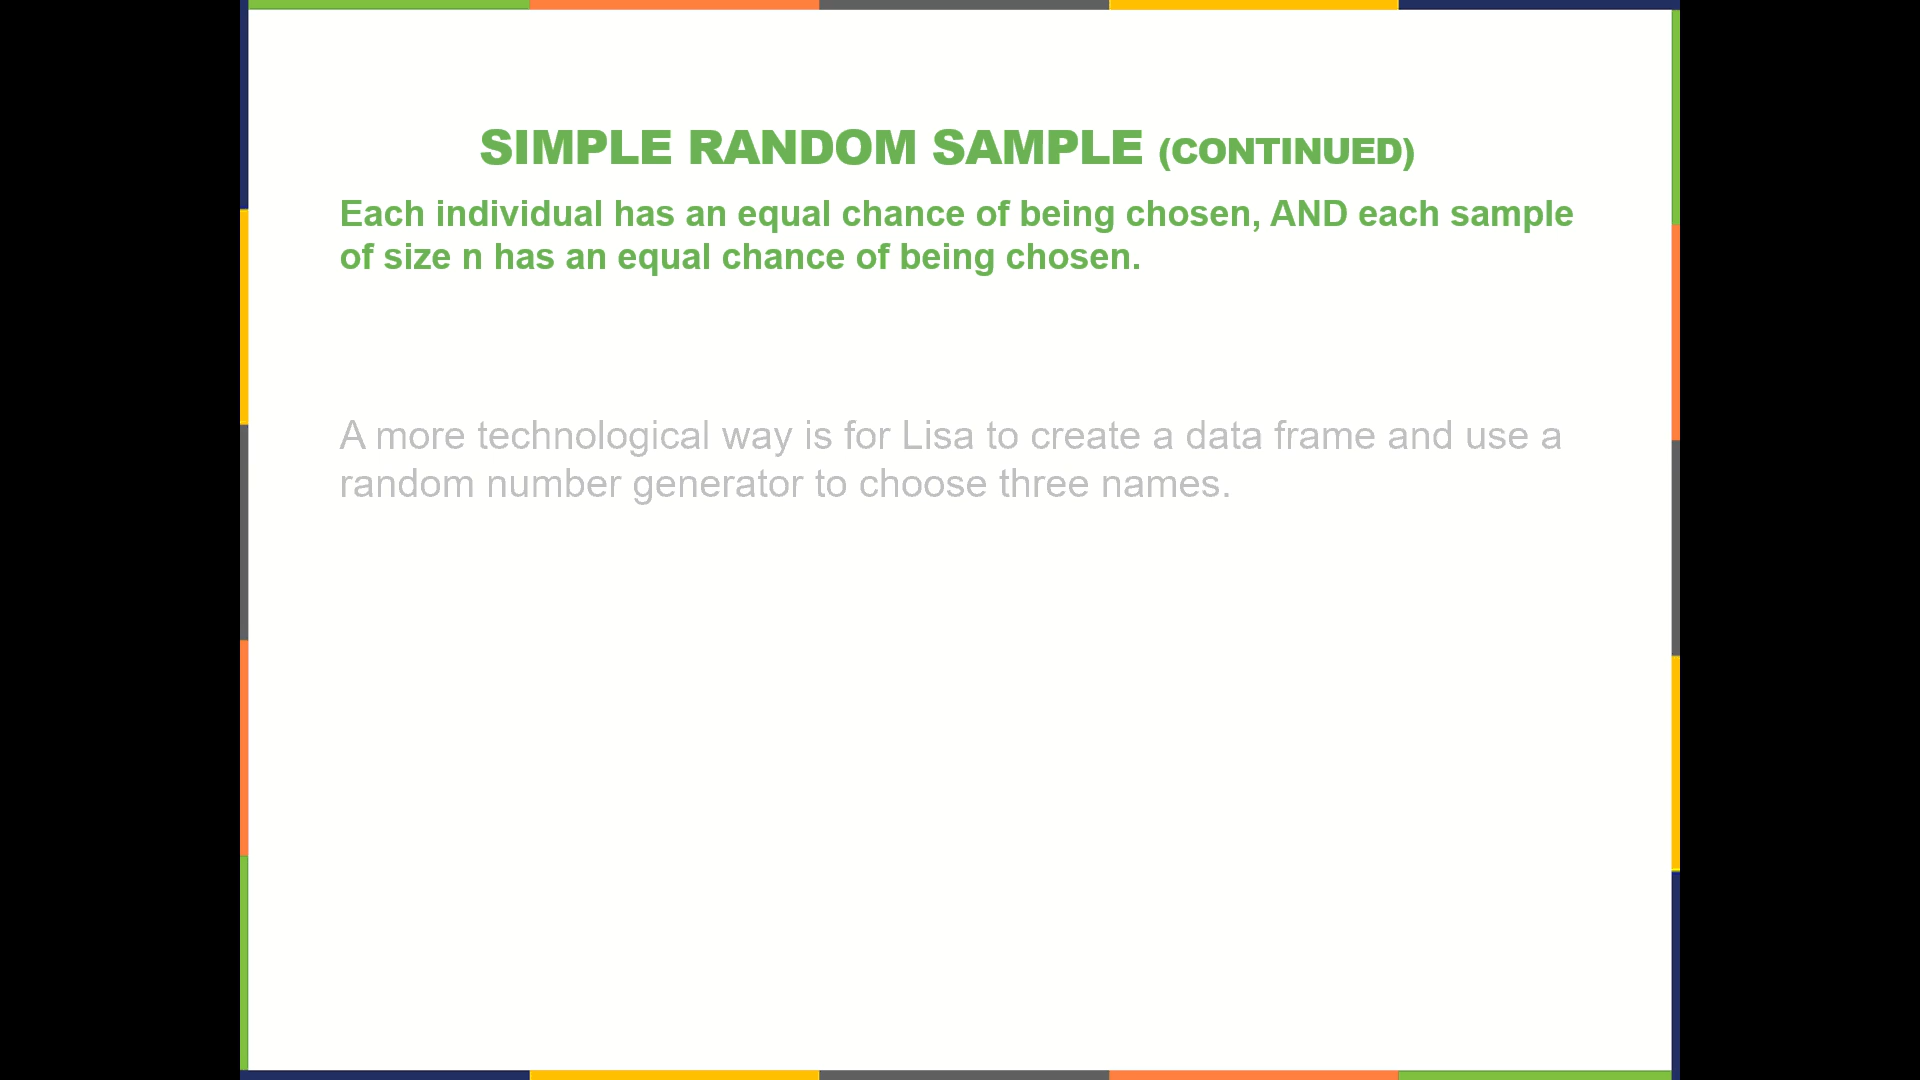 SIMPLE RANDOM SAMPLE (CONTINUED)
Each individual has an equal chance of being chosen, AND each sample
of size n has an equal chance of being chosen.
A more technological way is for Lisa to create a data frame and use a
random number generator to choose three names.